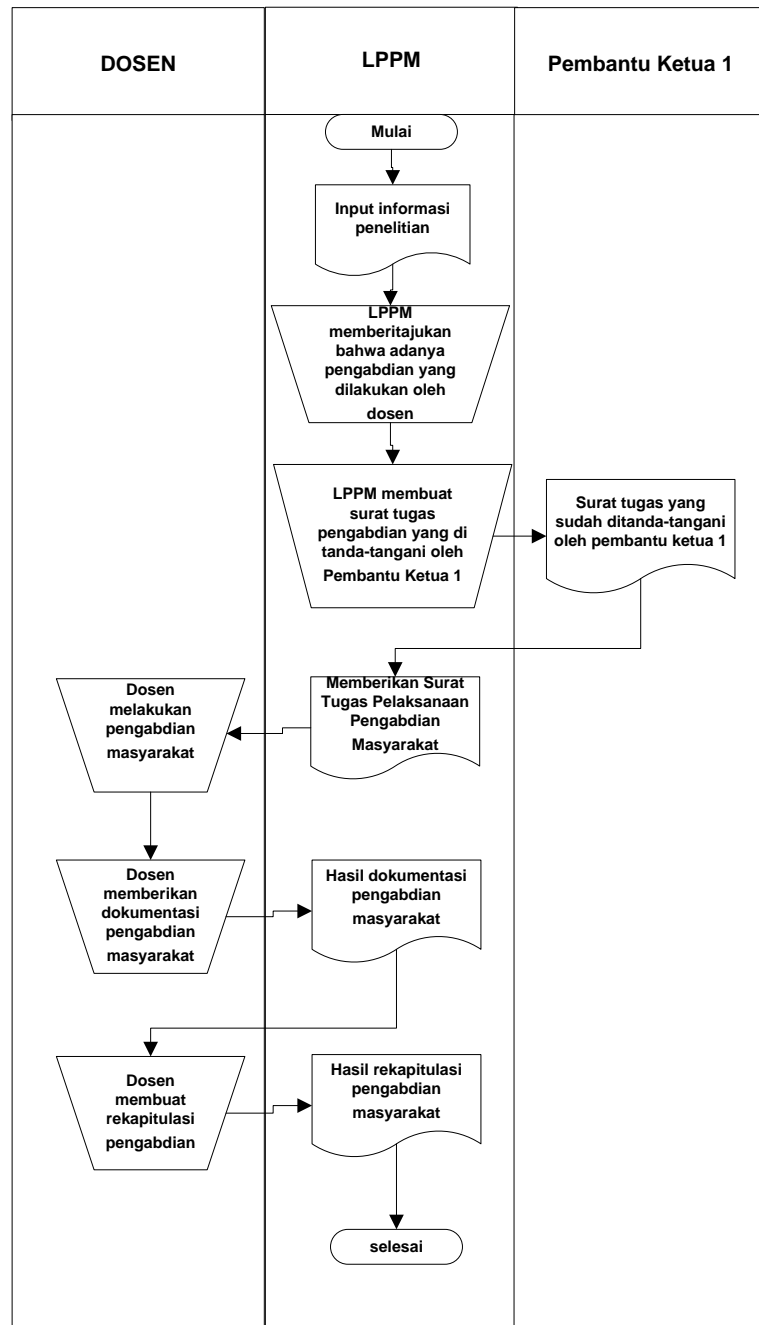 DOSEN
LPPM
Pembantu Ketua 1
Mulai
Input informasi
penelitian
LPPM
memberitajukan
bahwa adanya
pengabdian yang
dilakukan oleh
dosen
LPPM membuat
surat tugas
pengabdian yang di
tanda-tangani oleh
Pembantu Ketua 1
Surat tugas yang
sudah ditanda-tangani
oleh pembantu ketua 1
Memberikan Surat
Tugas Pelaksanaan
Pengabdian
Masyarakat
Dosen
melakukan
pengabdian
masyarakat
Dosen
memberikan
dokumentasi
pengabdian
masyarakat
Hasil dokumentasi
pengabdian
masyarakat
Dosen
membuat
rekapitulasi
pengabdian
Hasil rekapitulasi
pengabdian
masyarakat
selesai